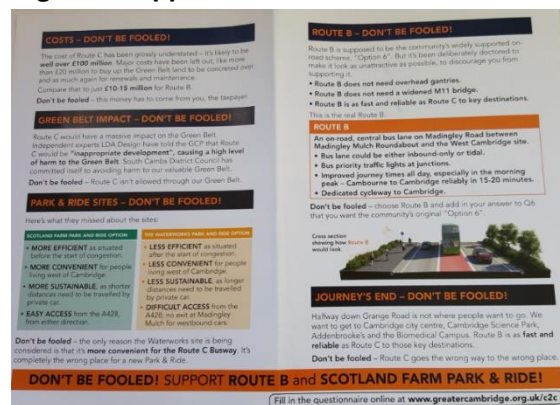 COSTS – DON'T BE FOOLED!
The cost of Route C has been grossly understated – it's likely to be
well over £100 million. Major costs have been left out, like more
than £20 million to buy up the Green Belt land to be concreted over
and as much again for renewals and maintenance.
Compare that to just £10-15 million for Route B.
Don't be fooled – this money has to come from you, the taxpayer.
GREEN BELT IMPACT – DON'T BE FOOLED!
Route C would have a massive impact on the Green Belt.
Independent experts LDA Design have told the GCP that Route
C would be "inappropriate development", causing a high level
of harm to the Green Belt. South Cambs District Council has
committed itself to avoiding harm to our valuable Green Belt.
Don't be fooled – Route C isn't allowed through our Green Belt.
PARK & RIDE SITES – DON'T BE FOOLED!
Here's what they missed about the sites:
SCOTLAND FARM PARK AND RIDE OPTION
• MORE EFFICIENT as situated
before the start of congestion.
• MORE CONVENIENT for people
living west of Cambridge.
• MORE SUSTAINABLE, as shorter
distances need to be travelled by
private car.
• EASY ACCESS from the A428,
from either direction.
THE WATERWORKS PARK AND RIDE OPTION
• LESS EFFICIENT as situated
after the start of congestion.
• LESS CONVENIENT for people
living west of Cambridge.
• LESS SUSTAINABLE, as longer
distances need to be travelled
by private car.
• DIFFICULT ACCESS from the
A428, no exit at Madingley
Mulch for westbound cars.
Don't be fooled – the only reason the Waterworks site is being
considered is that it's more convenient for the Route C Busway. It's
completely the wrong place for a new Park & Ride.
ROUTE B – DON'T BE FOOLED!
Route B is supposed to be the community's widely supported on-
road scheme, "Option 6". But it's been deliberately doctored to
make it look as unattractive as possible, to discourage you from
supporting it.
• Route B does not need overhead gantries.
• Route B does not need a widened M11 bridge.
• Route B is as fast and reliable as Route C to key destinations.
This is the real Route B.
ROUTE B
An on-road, central bus lane on Madingley Road between
Madingley Mulch Roundabout and the West Cambridge site.
• Bus lane could be either inbound-only or tidal.
• Bus priority traffic lights at junctions.
• Improved journey times all day, especially in the morning
peak – Cambourne to Cambridge reliably in 15-20 minutes.
• Dedicated cycleway to Cambridge.
Don't be fooled – choose Route B and add in your answer to Q6
that you want the community's original "Option 6".
Cross section
showing how Route B
would look.
JOURNEY'S END – DON'T BE FOOLED!
Halfway down Grange Road is not where people want to go. We
want to get to Cambridge city centre, Cambridge Science Park,
Addenbrooke's and the Biomedical Campus. Route B is as fast and
reliable as Route C to those key destinations.
Don't be fooled – Route C goes the wrong way to the wrong place.
DON'T BE FOOLED! SUPPORT ROUTE B and SCOTLAND FARM PARK & RIDE!
Fill in the questionnaire online at www.greatercambridge.org.uk/c2